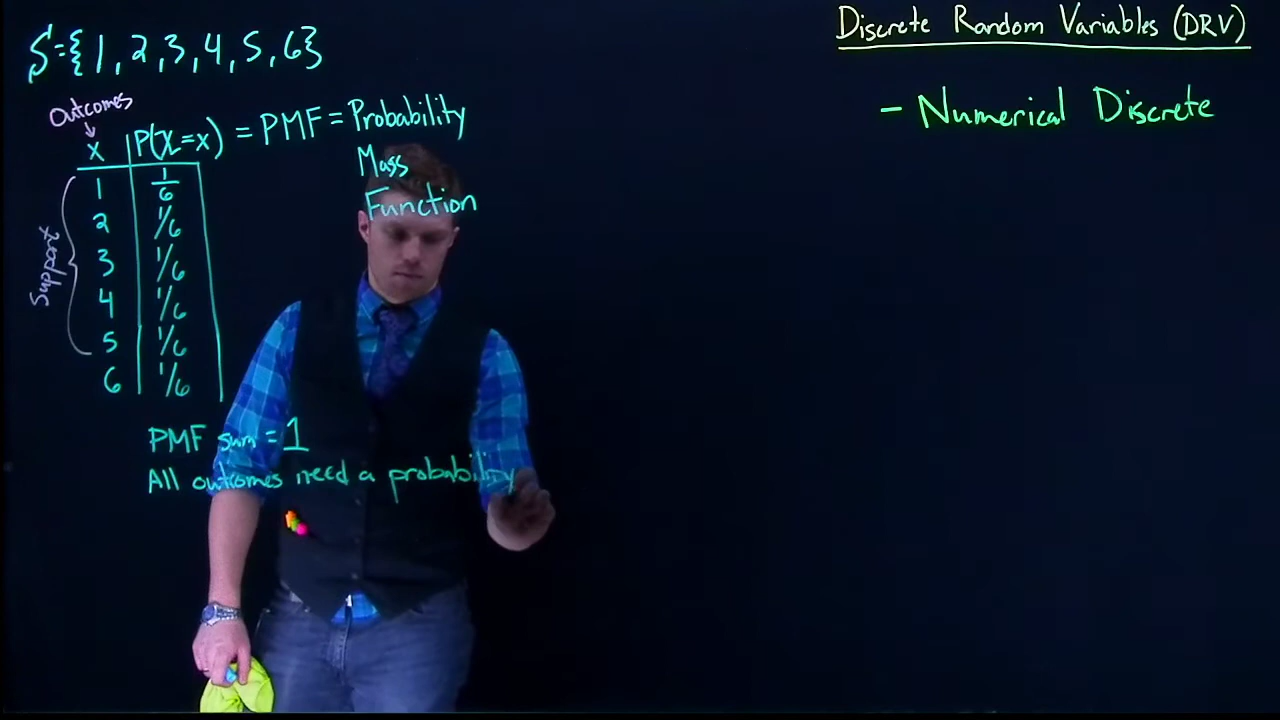 S={1,2,3,4,5,6}
Discrete Random Variables (DRV)
- Numerical Discrete
Outcomes
x P(X=x) = PMF = Probability
Mass
Function
1 1/6
2 1/6
3 1/6
4 1/6
5 1/6
6 1/6
Support
PMF sum = 1
All outcomes need a probability